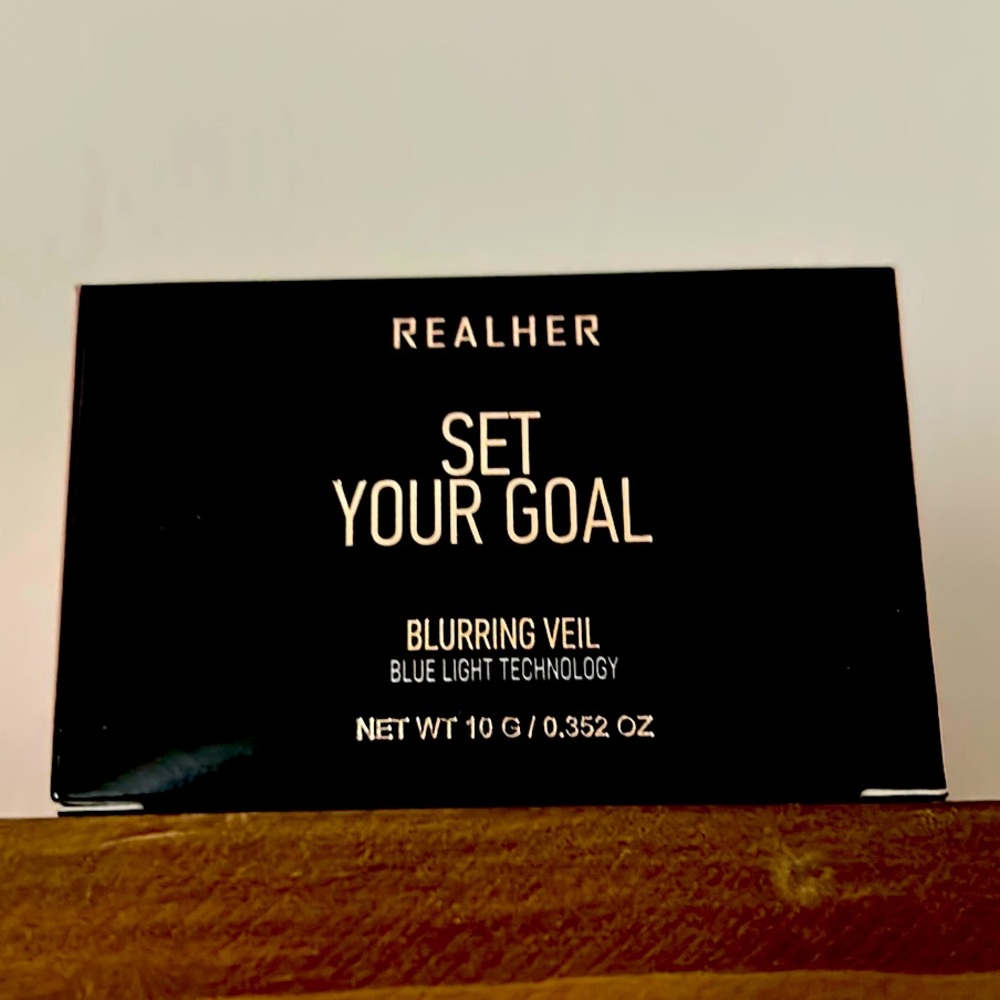 REALHER
SET
YOUR GOAL
BLURRING VEIL
BLUE LIGHT TECHNOLOGY
NET WT 10 G / 0.352 OZ